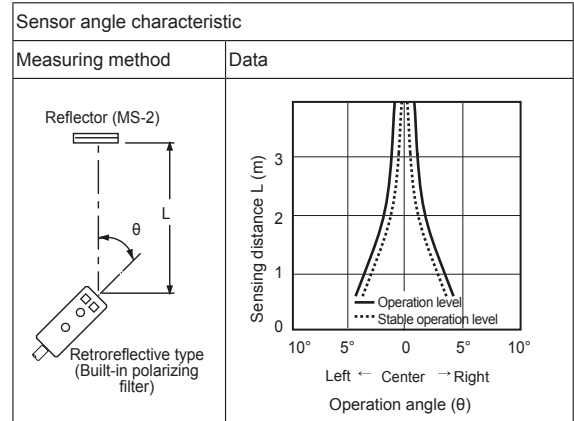 Sensor angle characteristic
Measuring method
Data
Reflector (MS-2)
L
θ
Retroreflective type
(Built-in polarizing
filter)
Sensing distance L (m)
3
2
1
0
Operation level
Stable operation level
10° 5° 0 5° 10°
Left ← Center → Right
Operation angle (θ)